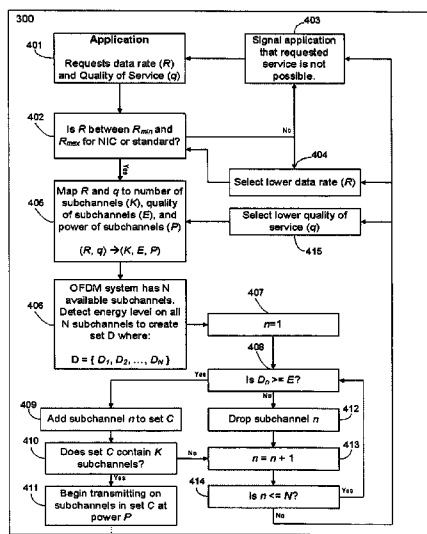 300
401
Application
Requests data rate (R)
and Quality of Service (q)
403
Signal application
that requested
service is not
possible.
402
Is R between Rmin and
Rmax for NIC or standard?
No
Yes
404
Select lower data rate (R)
405
Map R and q to number of
subchannels (K), quality
of subchannels (E), and
power of subchannels (P)
(R, q) →(K, E, P)
Select lower quality of
service (q)
415
406
OFDM system has N
available subchannels.
Detect energy level on all
N subchannels to create
set D where:
D = { D1, D2, ..., DN }
407
n=1
408
Is Dn >= E?
Yes
No
409
Add subchannel n to set C
Drop subchannel n
412
410
Does set C contain K
subchannels?
No
n = n + 1
413
Yes
411
Begin transmitting on
subchannels in set C at
power P
414
Is n <= N?
Yes
No